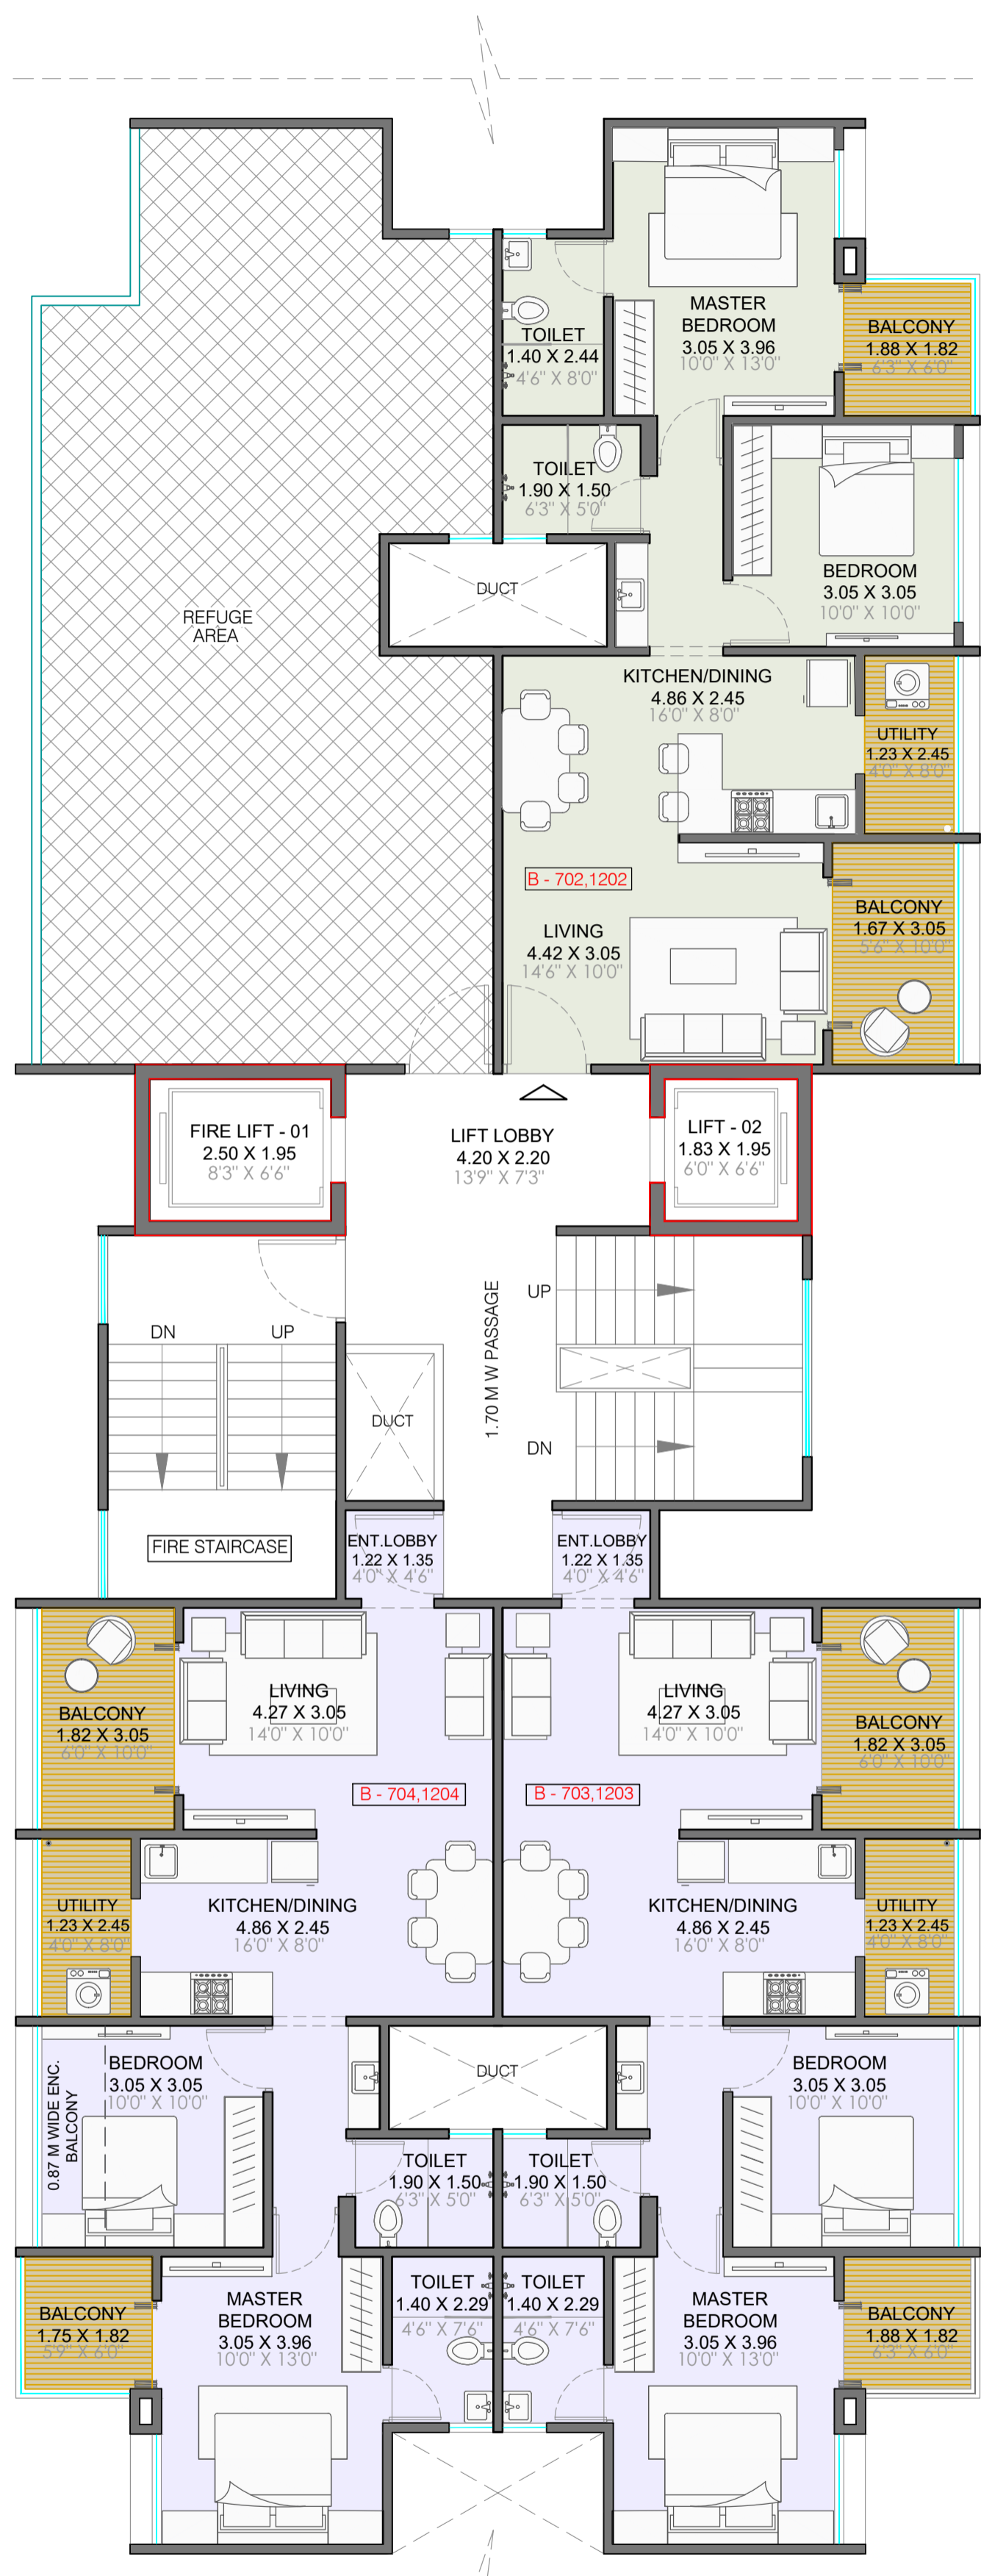 MASTER
BEDROOM
3.05 X 3.96
10'0" X 13'0"
BALCONY
1.88 X 1.82
6'3" X 6'0"
TOILET
1.40 X 2.44
4'6" X 8'0"
TOILET
1.90 X 1.50
6'3" X 5'0"
BEDROOM
3.05 X 3.05
10'0" X 10'0"
DUCT
REFUGE
AREA
KITCHEN/DINING
4.86 X 2.45
16'0" X 8'0"
UTILITY
1.23 X 2.45
4'0" X 8'0"
B - 702,1202
LIVING
4.42 X 3.05
14'6" X 10'0"
BALCONY
1.67 X 3.05
5'6" X 10'0"
FIRE LIFT - 01
2.50 X 1.95
8'3" X 6'6"
LIFT LOBBY
4.20 X 2.20
13'9" X 7'3"
LIFT - 02
1.83 X 1.95
6'0" X 6'6"
UP
DN
UP
1.70 M W PASSAGE
DUCT
DN
FIRE STAIRCASE
ENT.LOBBY
1.22 X 1.35
4'0" X 4'6"
ENT.LOBBY
1.22 X 1.35
4'0" X 4'6"
BALCONY
1.82 X 3.05
6'0" X 10'0"
LIVING
4.27 X 3.05
14'0" X 10'0"
LIVING
4.27 X 3.05
14'0" X 10'0"
BALCONY
1.82 X 3.05
6'0" X 10'0"
B - 704,1204
B - 703,1203
UTILITY
1.23 X 2.45
4'0" X 8'0"
KITCHEN/DINING
4.86 X 2.45
16'0" X 8'0"
KITCHEN/DINING
4.86 X 2.45
16'0" X 8'0"
UTILITY
1.23 X 2.45
4'0" X 8'0"
0.87 M WIDE ENC.
BALCONY
BEDROOM
3.05 X 3.05
10'0" X 10'0"
DUCT
BEDROOM
3.05 X 3.05
10'0" X 10'0"
TOILET
1.90 X 1.50
6'3" X 5'0"
TOILET
1.90 X 1.50
6'3" X 5'0"
BALCONY
1.75 X 1.82
5'9" X 6'0"
MASTER
BEDROOM
3.05 X 3.96
10'0" X 13'0"
TOILET
1.40 X 2.29
4'6" X 7'6"
TOILET
1.40 X 2.29
4'6" X 7'6"
MASTER
BEDROOM
3.05 X 3.96
10'0" X 13'0"
BALCONY
1.88 X 1.82
6'3" X 6'0"